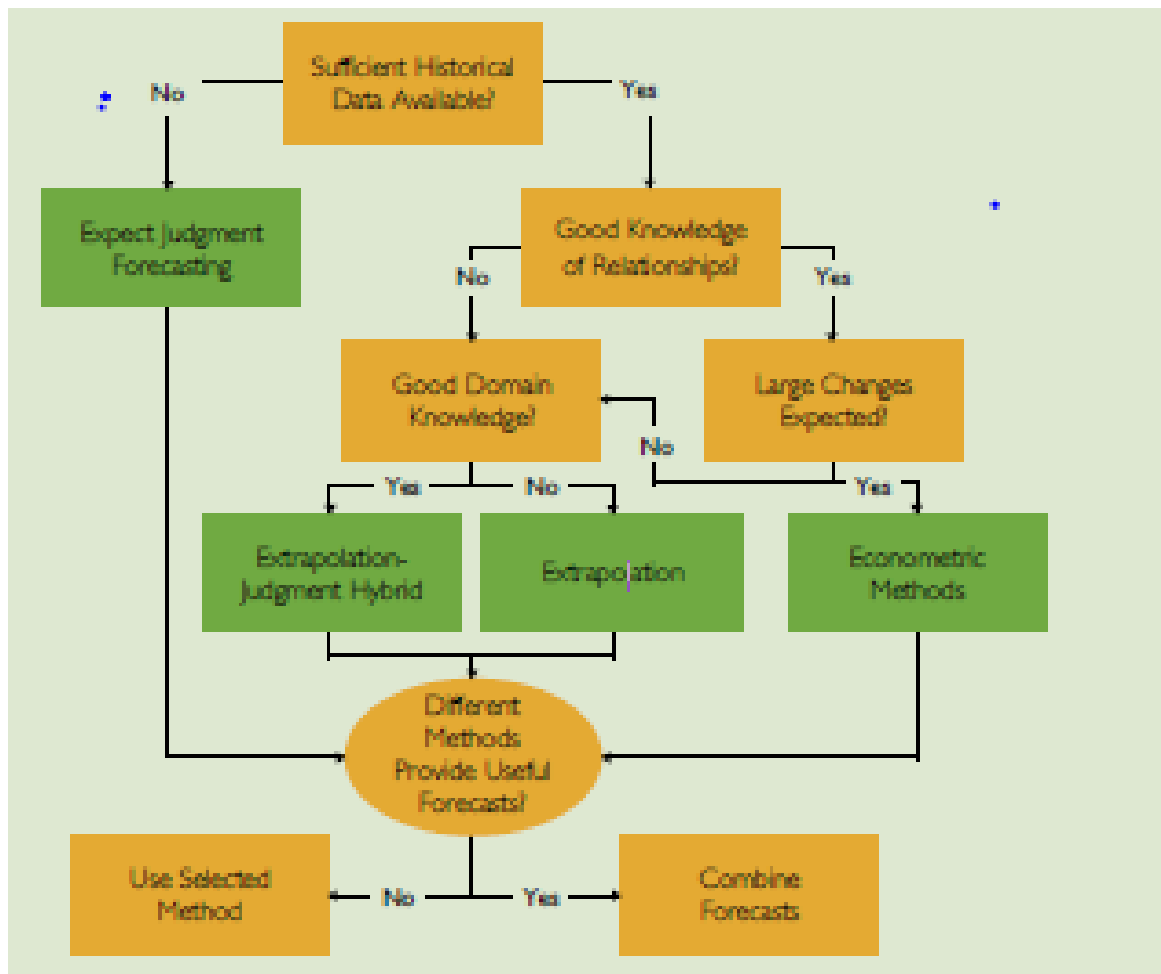 Sufficient Historical
Data Available?
No
Yes
Expect Judgment
Forecasting
Good Knowledge
of Relationships?
No
Yes
Good Domain
Knowledge?
Large Changes
Expected?
No
Yes
No
Yes
Extrapolation-
Judgment Hybrid
Extrapolation
Econometric
Methods
Different
Methods
Provide Useful
Forecasts?
Use Selected
Method
No
Yes
Combine
Forecasts